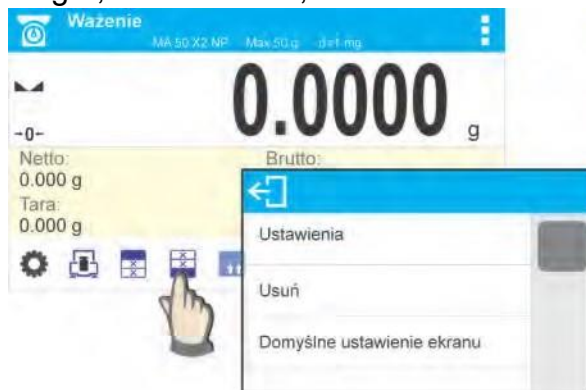 Ważenie
MA 50.X2.NP Max 50 g d=1 mg
0.0000 g
→0←
Netto: Brutto:
0.000 g
Tara:
0.000 g
Ustawienia
Usuń
Domyślne ustawienie ekranu